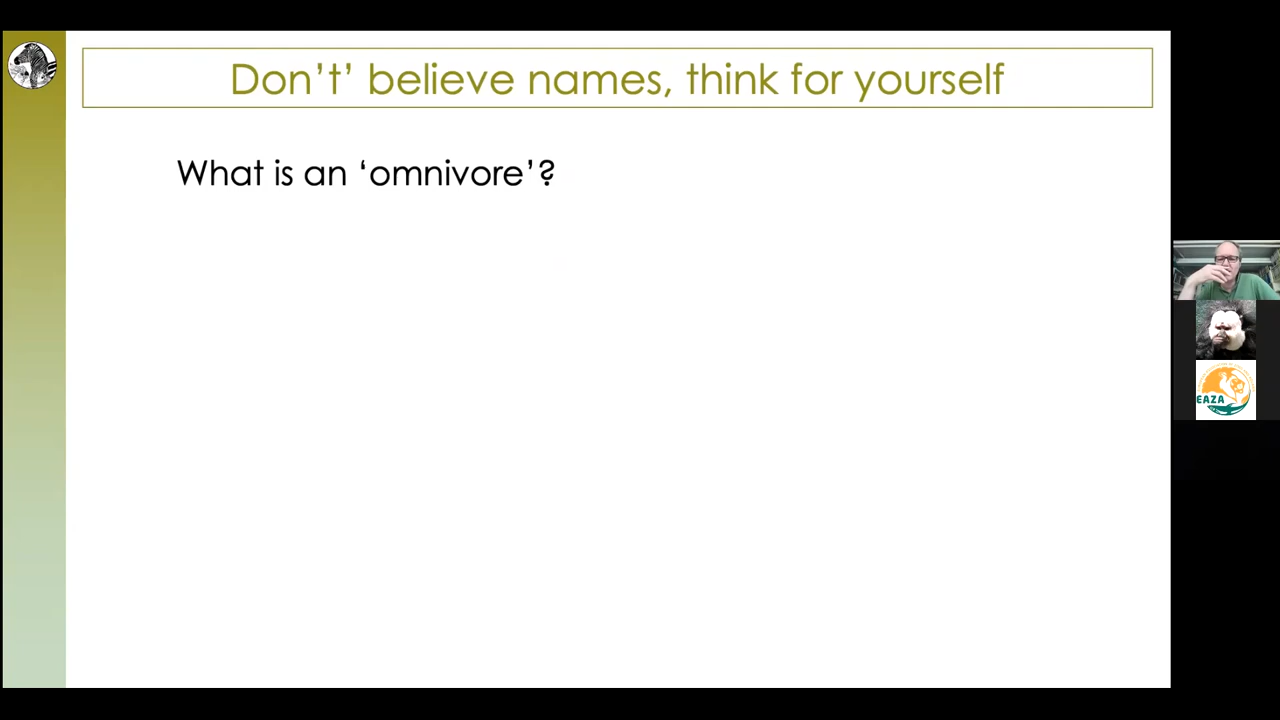 Don't' believe names, think for yourself
What is an ‘omnivore’?
EAZA